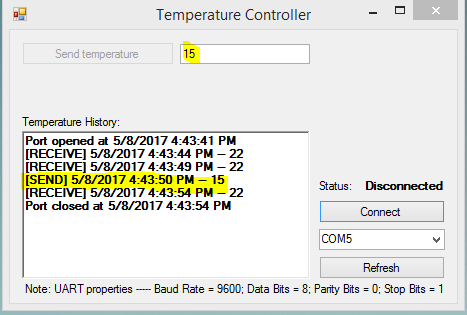 Temperature Controller
Send temperature
15
Temperature History:
Port opened at 5/8/2017 4:43:41 PM
[RECEIVE] 5/8/2017 4:43:44 PM -- 22
[RECEIVE] 5/8/2017 4:43:49 PM -- 22
[SEND] 5/8/2017 4:43:50 PM -- 15
[RECEIVE] 5/8/2017 4:43:54 PM -- 22
Port closed at 5/8/2017 4:43:54 PM
Status: Disconnected
Connect
COM5
Refresh
Note: UART properties ----- Baud Rate = 9600; Data Bits = 8; Parity Bits = 0; Stop Bits = 1